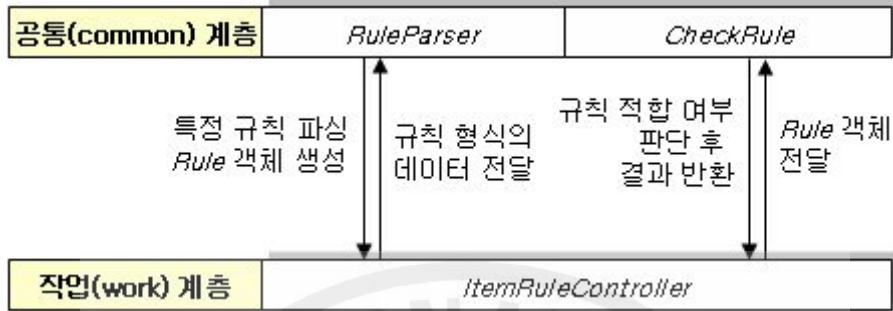 공통(common) 계층
RuleParser
CheckRule
특정 규칙 파싱
Rule 객체 생성
규칙 형식의
데이터 전달
규칙 적합 여부
판단 후
결과 반환
Rule 객체
전달
작업(work) 계층
ItemRuleController